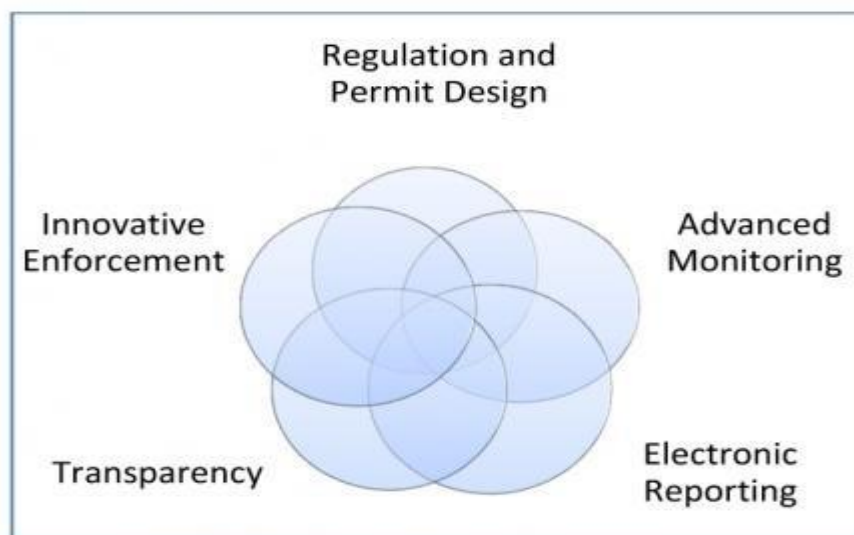 Regulation and
Permit Design
Innovative
Enforcement
Advanced
Monitoring
Transparency
Electronic
Reporting